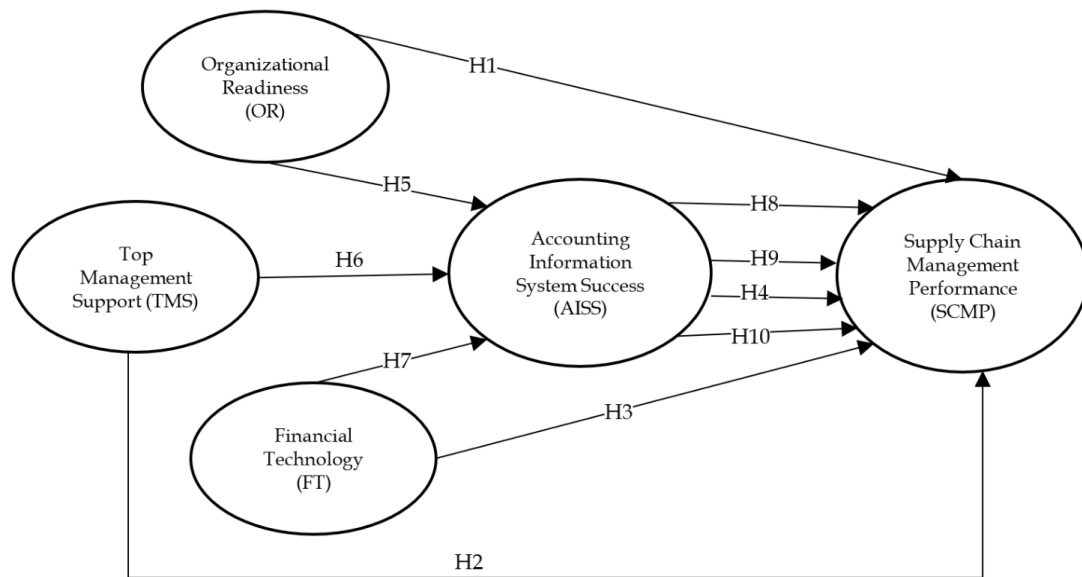 Organizational
Readiness
(OR)
H1
H5
Top
Management
Support (TMS)
H6
Accounting
Information
System Success
(AISS)
H8
H9
H4
H10
Supply Chain
Management
Performance
(SCMP)
H7
H3
Financial
Technology
(FT)
H2